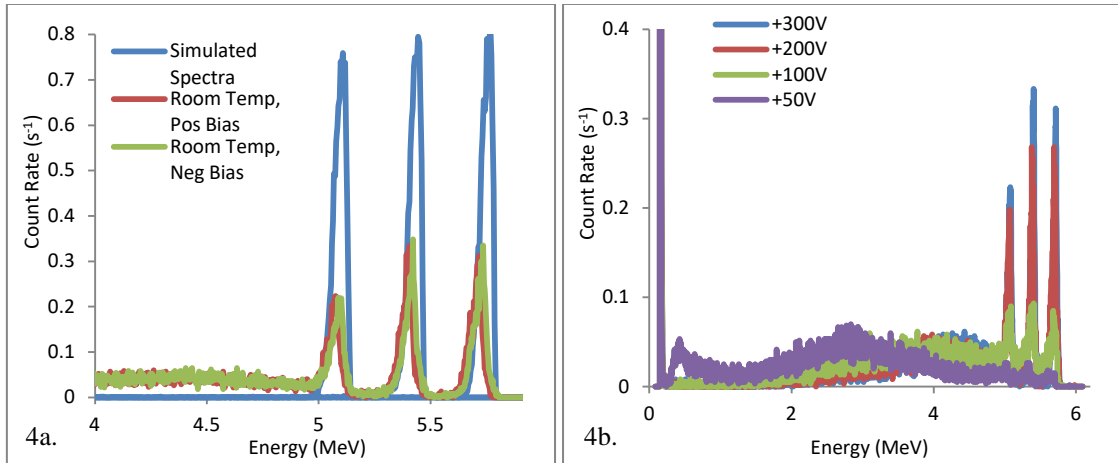 0.8
0.7
0.6
0.5
0.4
0.3
0.2
0.1
0
Count Rate (s⁻¹)
Simulated
Spectra
Room Temp,
Pos Bias
Room Temp,
Neg Bias
4
4.5
5
5.5
Energy (MeV)
4a.
0.4
0.3
0.2
0.1
0
Count Rate (s⁻¹)
+300V
+200V
+100V
+50V
0
2
4
6
Energy (MeV)
4b.